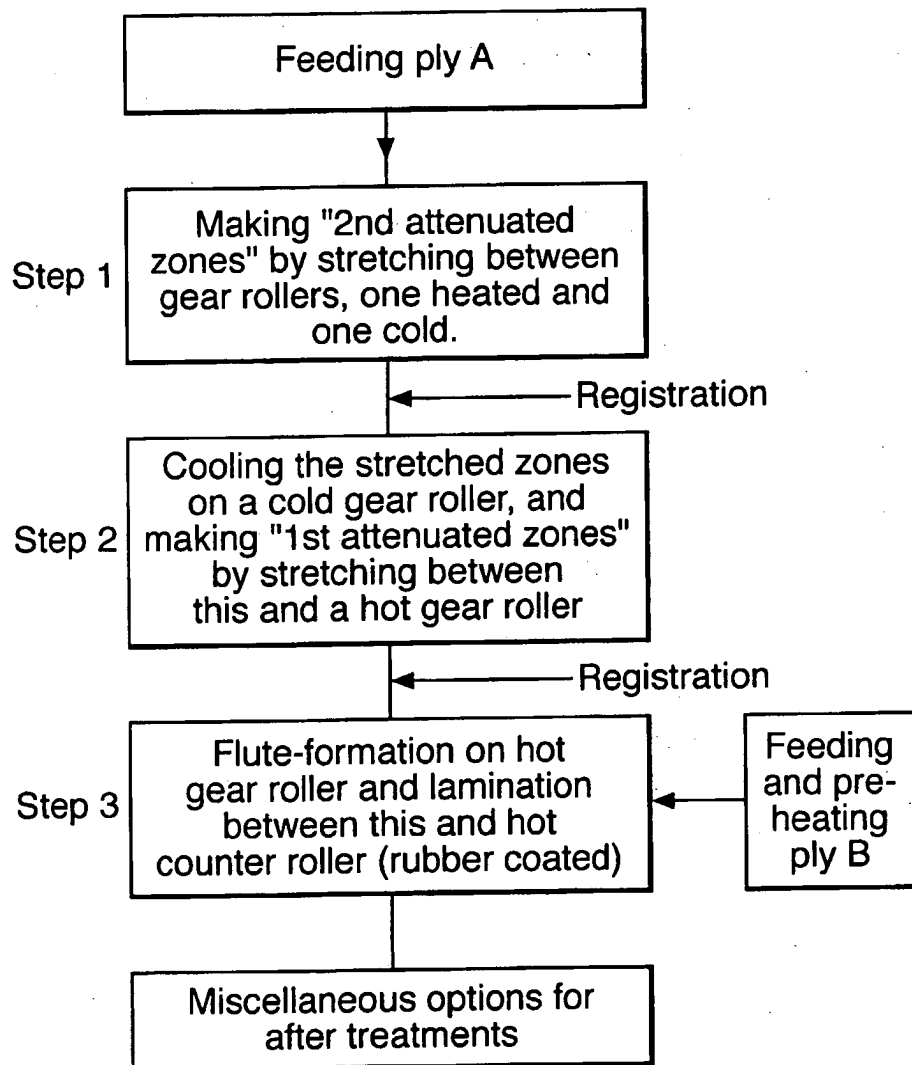 Feeding ply A
Step 1
Making "2nd attenuated
zones" by stretching between
gear rollers, one heated and
one cold.
Registration
Step 2
Cooling the stretched zones
on a cold gear roller, and
making "1st attenuated zones"
by stretching between
this and a hot gear roller
Registration
Step 3
Flute-formation on hot
gear roller and lamination
between this and hot
counter roller (rubber coated)
Feeding
and pre-
heating
ply B
Miscellaneous options for
after treatments